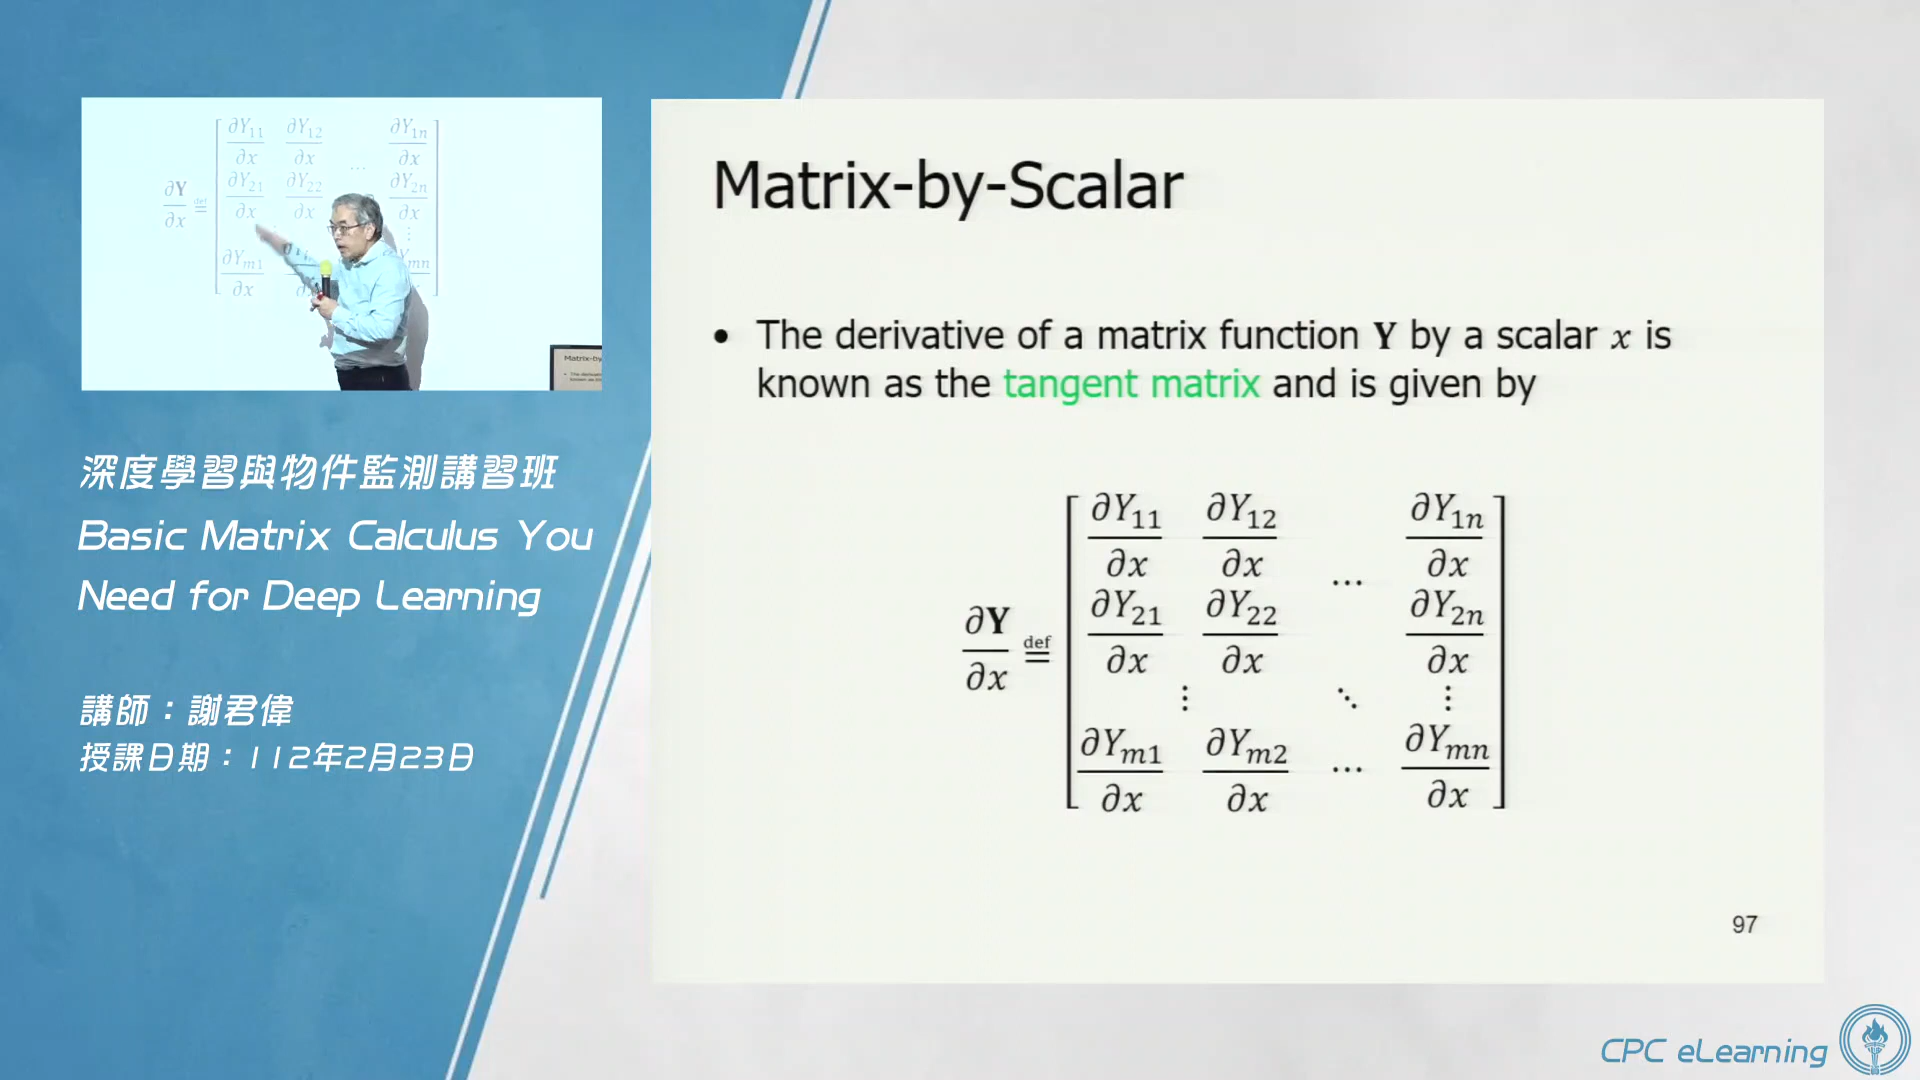 深度學習與物件監測講習班
Basic Matrix Calculus You
Need for Deep Learning
講師：謝君偉
授課日期：112年2月23日
Matrix-by-Scalar
• The derivative of a matrix function Y by a scalar x is
known as the tangent matrix and is given by
∂Y/∂x ≝ [ ∂Y₁₁/∂x ∂Y₁₂/∂x … ∂Y₁ₙ/∂x
∂Y₂₁/∂x ∂Y₂₂/∂x ∂Y₂ₙ/∂x
⋮ ⋱ ⋮
∂Yₘ₁/∂x ∂Yₘ₂/∂x … ∂Yₘₙ/∂x ]
97
CPC eLearning